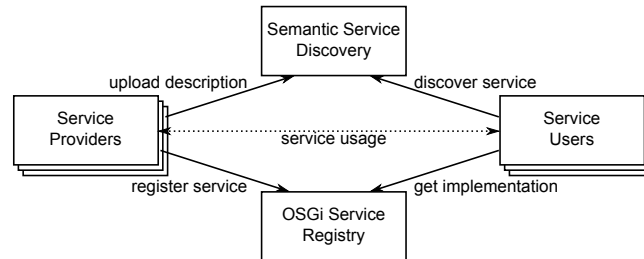 Semantic Service
Discovery
upload description
discover service
Service
Providers
service usage
Service
Users
register service
get implementation
OSGi Service
Registry